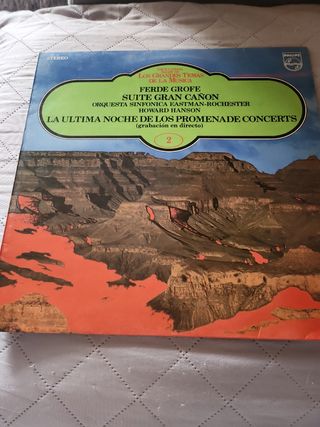 STEREO
PHILIPS
LOS GRANDES TEMAS
DE LA MUSICA
FERDE GROFE
SUITE GRAN CAÑON
ORQUESTA SINFONICA EASTMAN-ROCHESTER
HOWARD HANSON
LA ULTIMA NOCHE DE LOS PROMENADE CONCERTS
(grabación en directo)
2